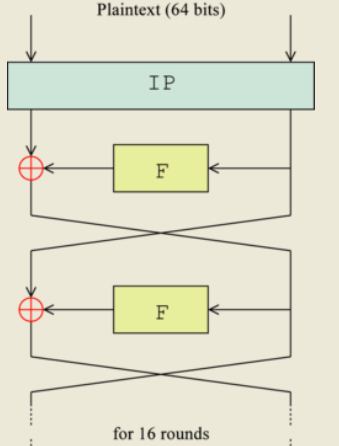 Plaintext (64 bits)
IP
F
F
for 16 rounds